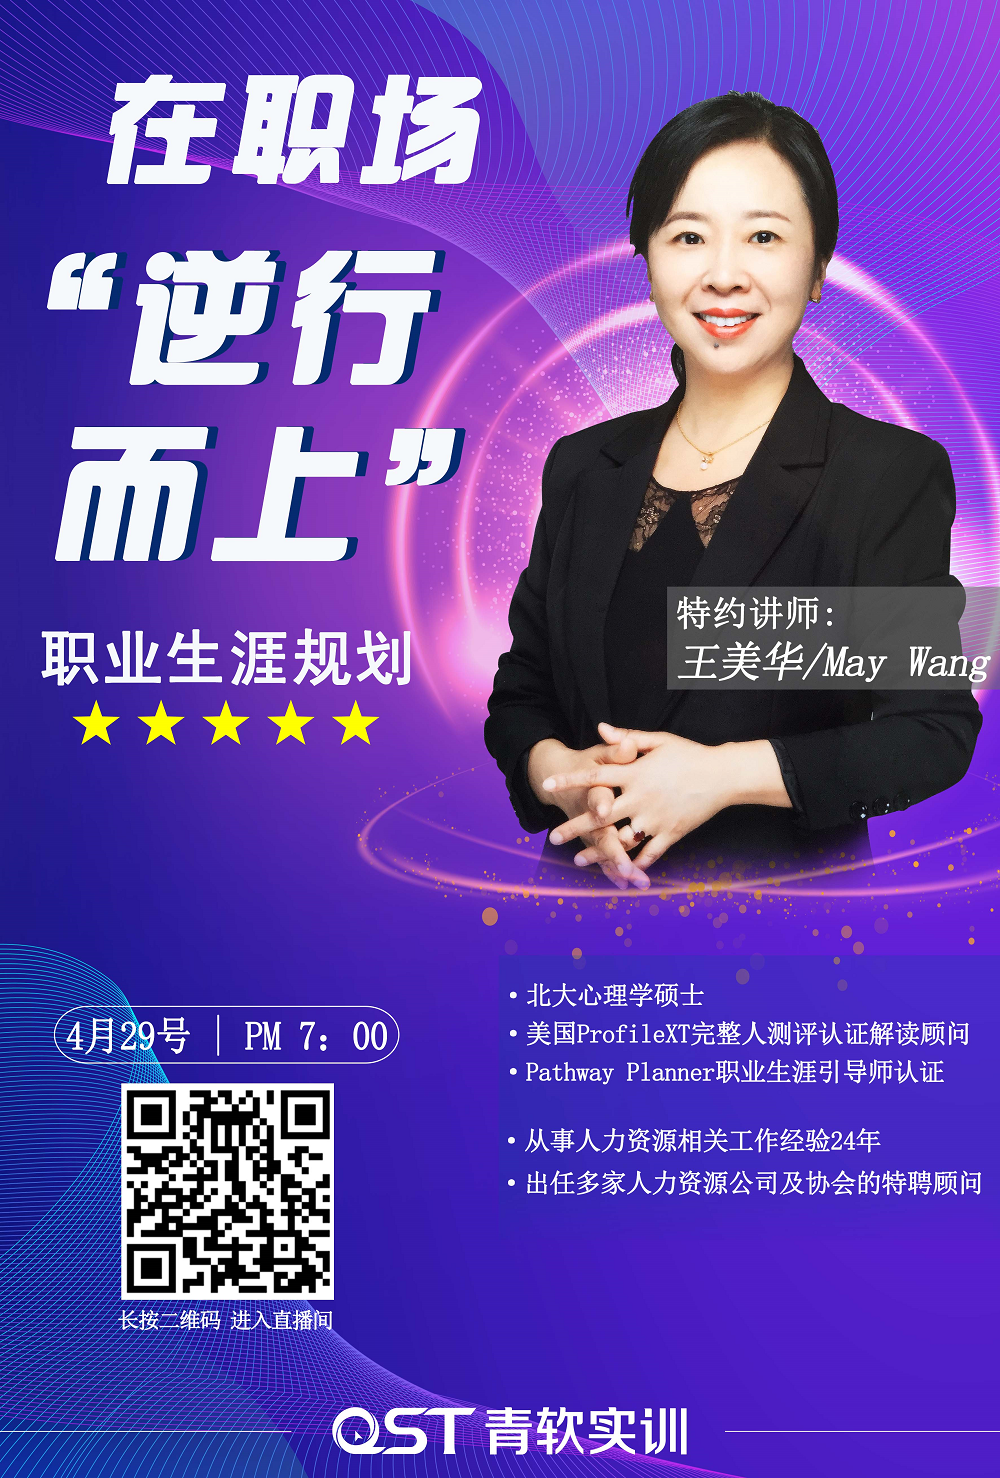 在职场
“逆行
而上”
职业生涯规划
特约讲师:
王美华/May Wang
4月29号 | PM 7: 00
长按二维码 进入直播间
·北大心理学硕士
·美国ProfileXT完整人测评认证解读顾问
·Pathway Planner职业生涯引导师认证
·从事人力资源相关工作经验24年
·出任多家人力资源公司及协会的特聘顾问
QST 青软实训